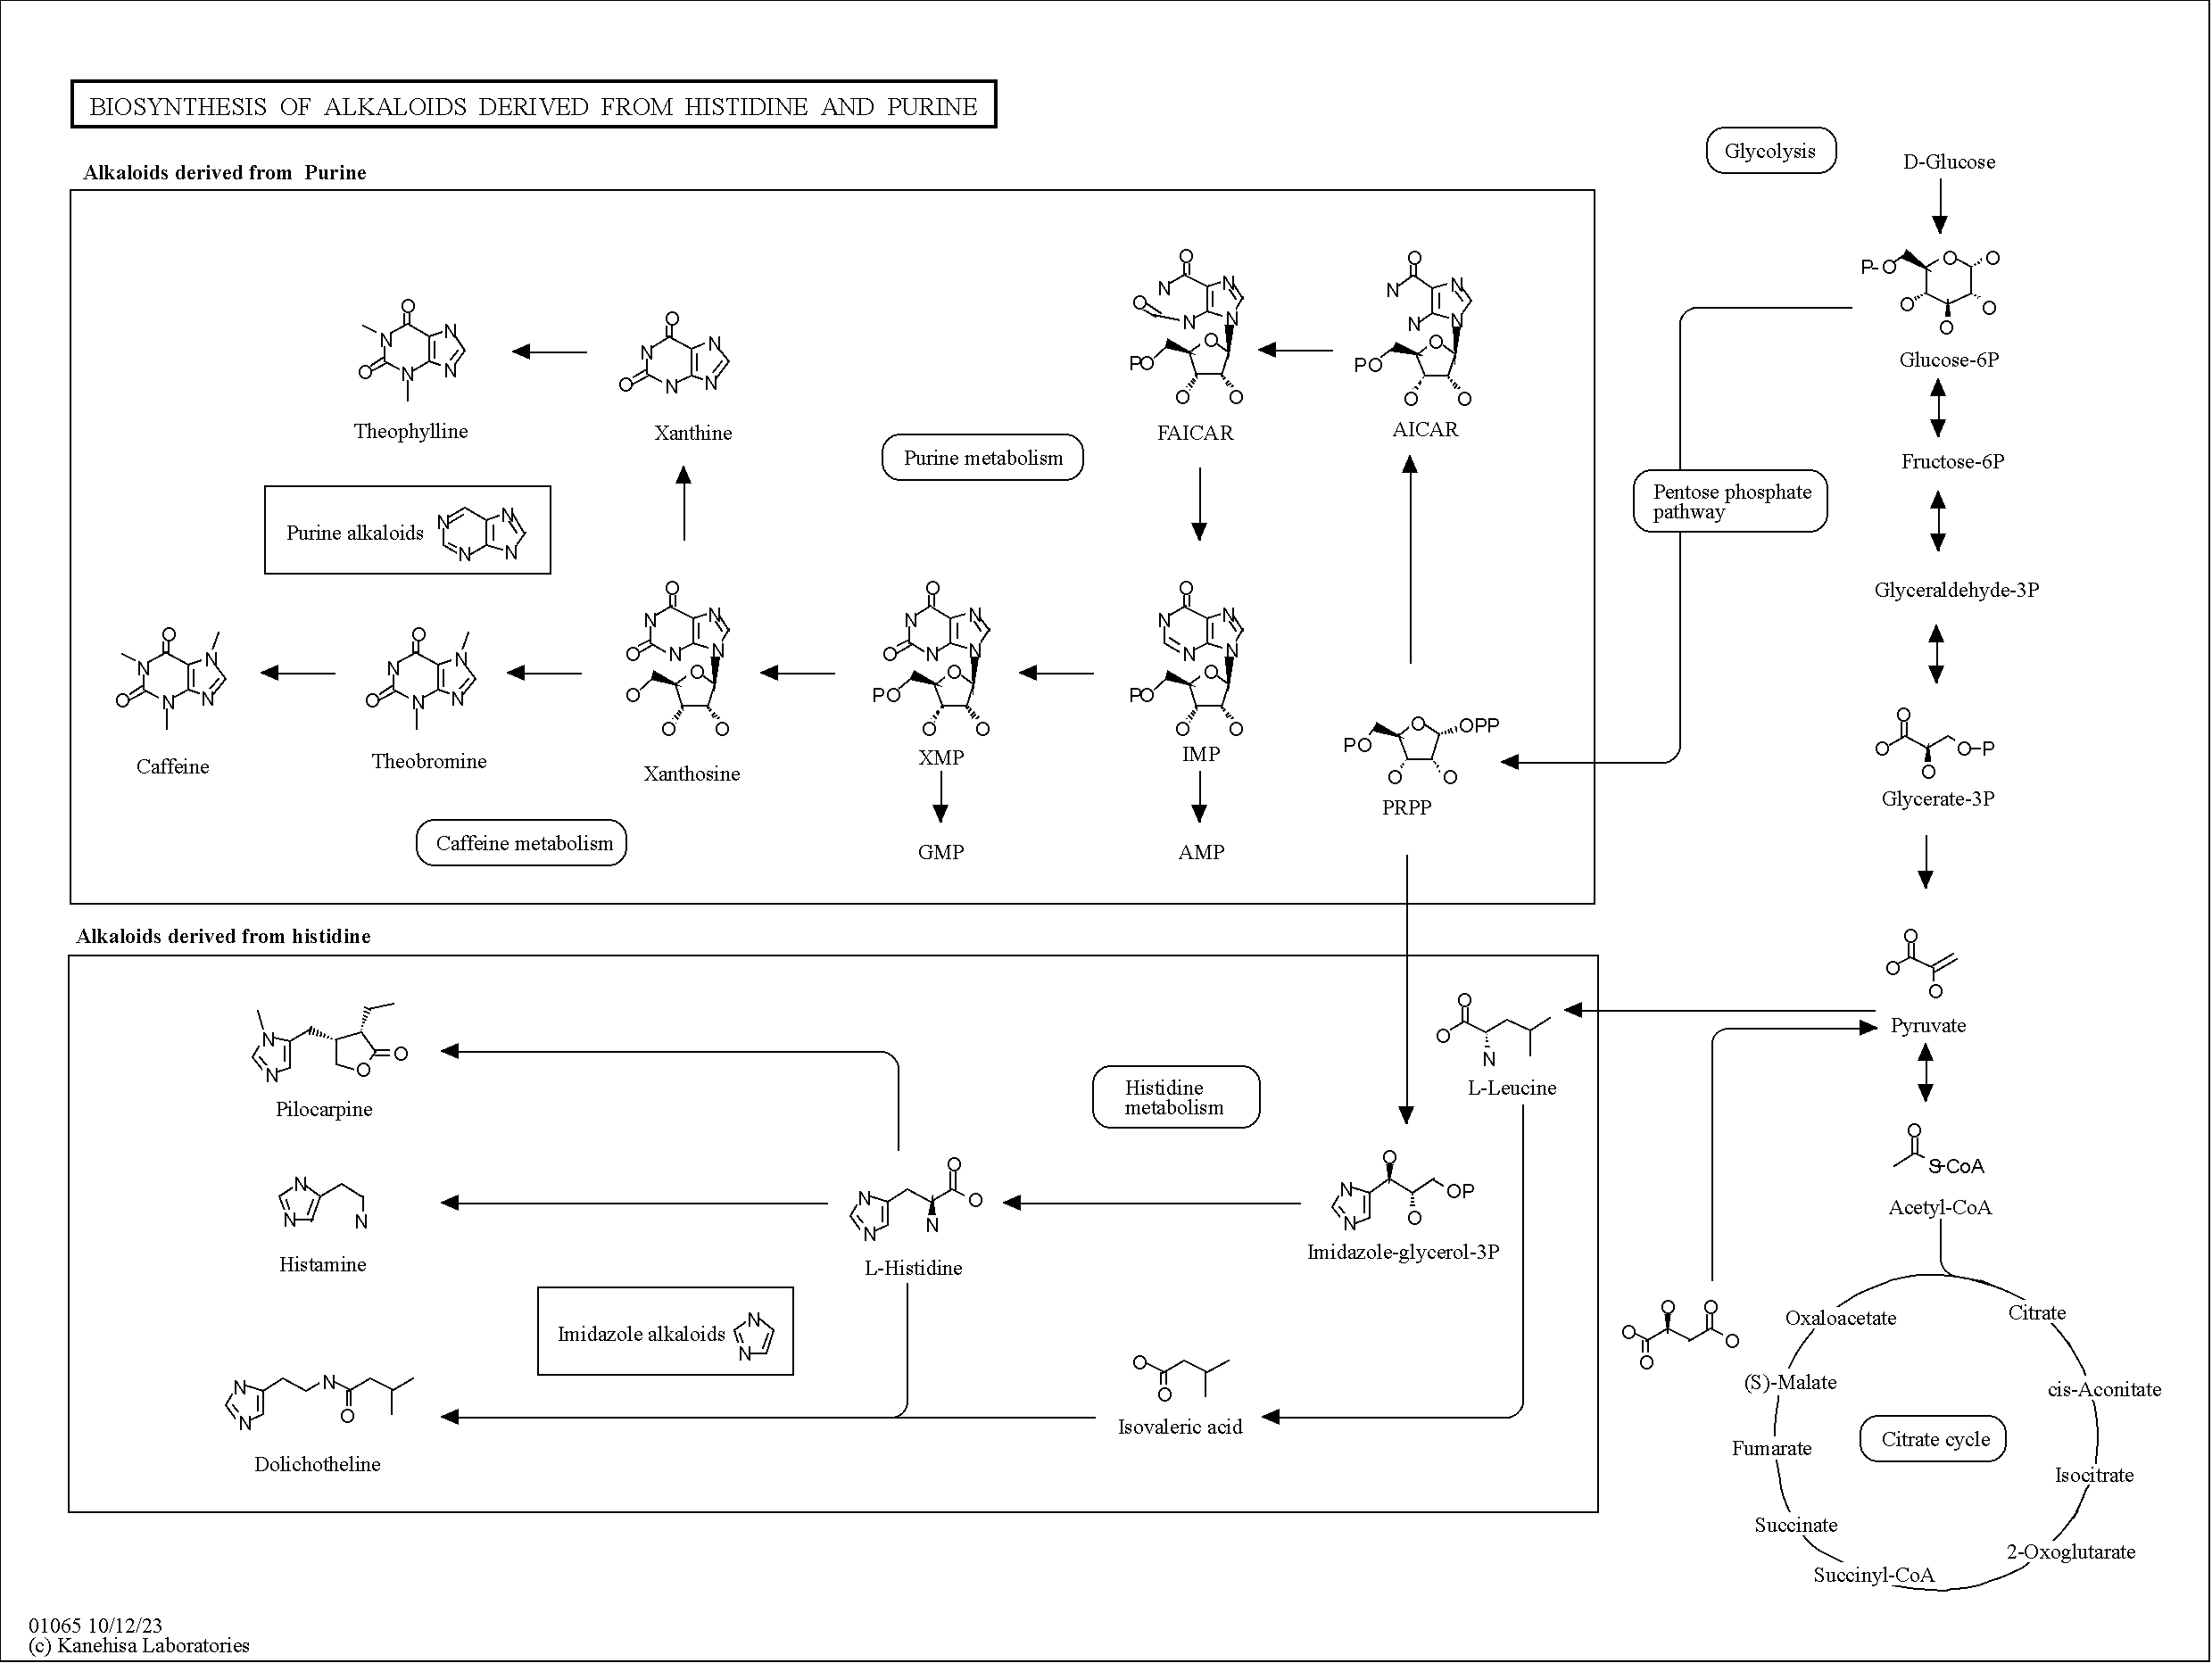 BIOSYNTHESIS OF ALKALOIDS DERIVED FROM HISTIDINE AND PURINE
Alkaloids derived from Purine
Theophylline
Xanthine
FAICAR
AICAR
Purine metabolism
Purine alkaloids
Caffeine
Theobromine
Xanthosine
XMP
IMP
PRPP
GMP
AMP
Caffeine metabolism
Glycolysis
D-Glucose
Glucose-6P
Fructose-6P
Pentose phosphate
pathway
Glyceraldehyde-3P
Glycerate-3P
Pyruvate
Acetyl-CoA
Alkaloids derived from histidine
Pilocarpine
Histidine
metabolism
L-Leucine
Histamine
L-Histidine
Imidazole-glycerol-3P
Imidazole alkaloids
Isovaleric acid
Dolichotheline
Oxaloacetate
Citrate
(S)-Malate
cis-Aconitate
Fumarate
Citrate cycle
Isocitrate
Succinate
2-Oxoglutarate
Succinyl-CoA
01065 10/12/23
(c) Kanehisa Laboratories